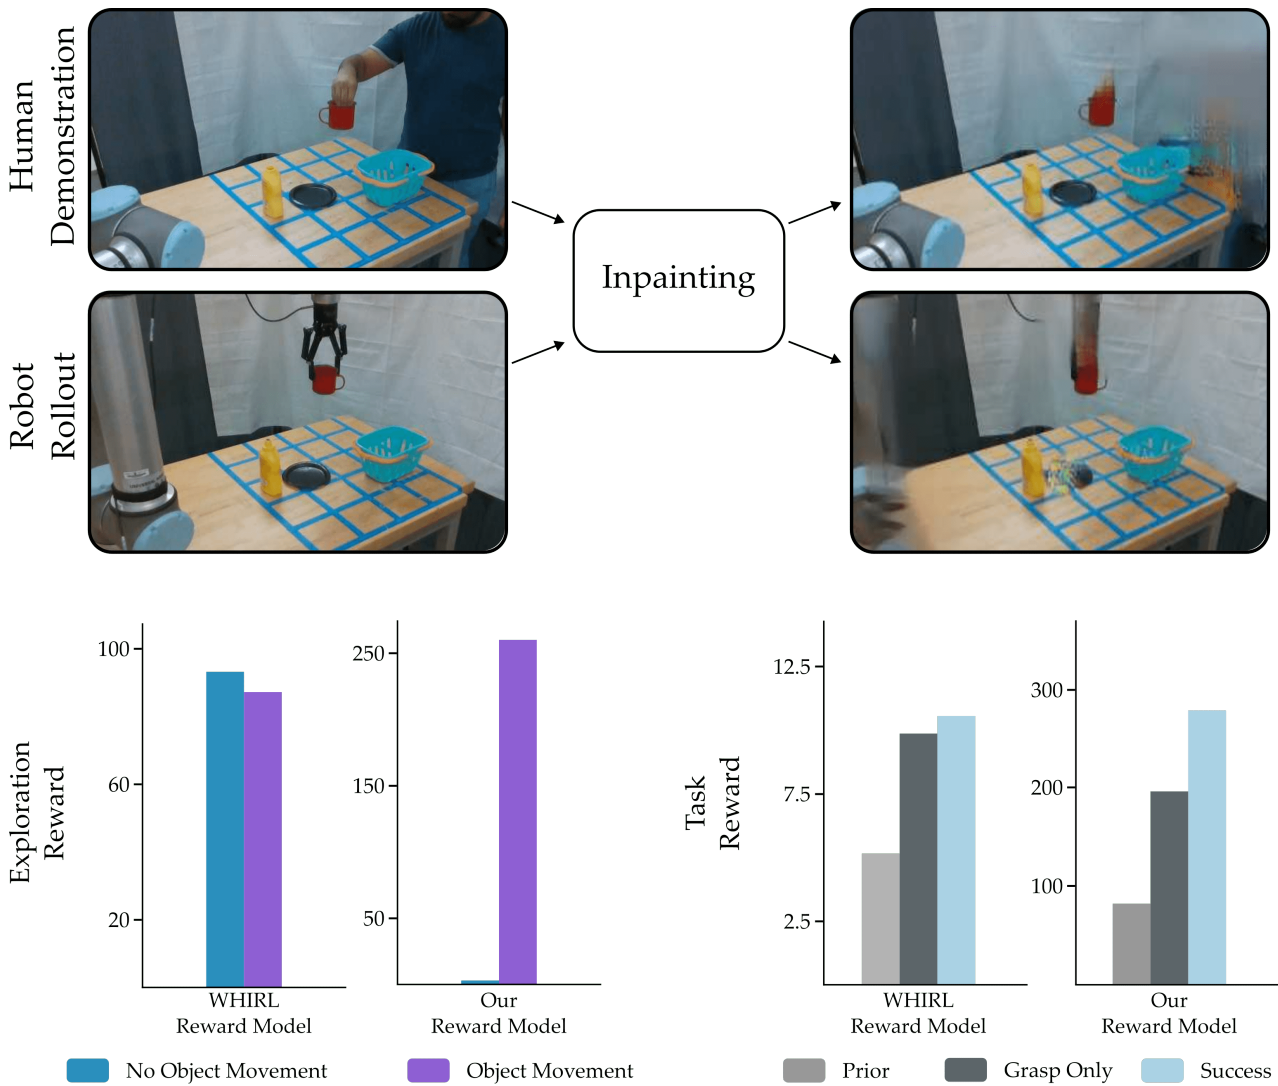 Human
Demonstration
Inpainting
Robot
Rollout
Exploration
Reward
100
60
20
WHIRL
Reward Model
250
150
50
Our
Reward Model
Task
Reward
12.5
7.5
2.5
WHIRL
Reward Model
300
200
100
Our
Reward Model
No Object Movement
Object Movement
Prior
Grasp Only
Success